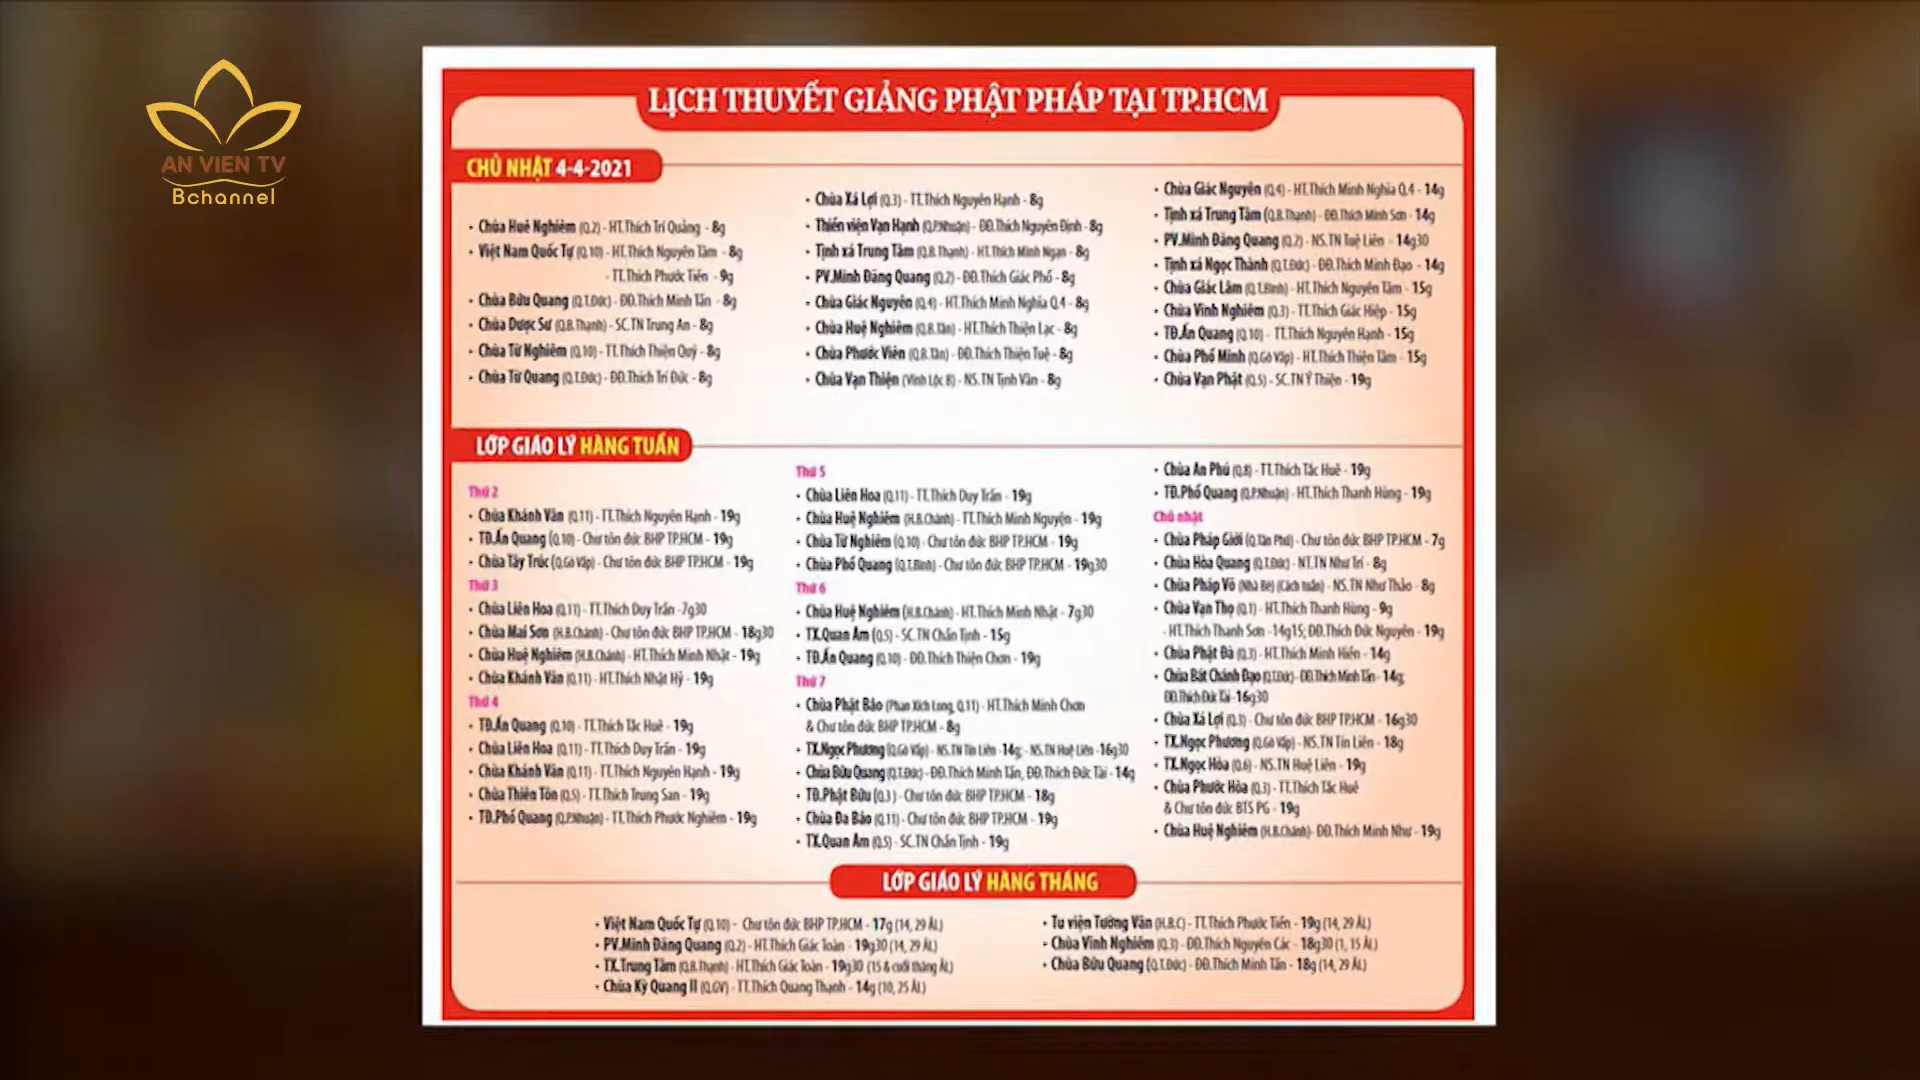 AN VIEN TV
Bchannel
LỊCH THUYẾT GIẢNG PHẬT PHÁP TẠI TP.HCM
CHỦ NHẬT 4-4-2021
• Chùa Huê Nghiêm (Q.2) - HT.Thích Trí Quảng - 8g
• Việt Nam Quốc Tự (Q.10) - HT.Thích Nguyên Tâm - 8g
- TT.Thích Phước Tiến - 9g
• Chùa Bửu Quang (Q.T.Đức) - ĐĐ.Thích Minh Tấn - 8g
• Chùa Dược Sư (Q.B.Thạnh) - SC.TN Trung An - 8g
• Chùa Từ Nghiêm (Q.10) - TT.Thích Thiện Quý - 8g
• Chùa Từ Quang (Q.T.Đức) - ĐĐ.Thích Trí Đức - 8g
• Chùa Xá Lợi (Q.3) - TT.Thích Nguyên Hạnh - 8g
• Thiền viện Vạn Hạnh (Q.P.Nhuận) - ĐĐ.Thích Nguyên Định - 8g
• Tịnh xá Trung Tâm (Q.B.Thạnh) - HT.Thích Minh Ngạn - 8g
• PV.Minh Đăng Quang (Q.2) - ĐĐ.Thích Giác Phổ - 8g
• Chùa Giác Nguyên (Q.4) - HT.Thích Minh Nghĩa Q.4 - 8g
• Chùa Huệ Nghiêm (Q.B.Tân) - HT.Thích Thiện Lạc - 8g
• Chùa Phước Viên (Q.B.Tân) - ĐĐ.Thích Thiện Tuệ - 8g
• Chùa Vạn Thiện (Vĩnh Lộc B) - NS.TN Tịnh Vân - 8g
• Chùa Giác Nguyên (Q.4) - HT.Thích Minh Nghĩa Q.4 - 14g
• Tịnh xá Trung Tâm (Q.B.Thạnh) - ĐĐ.Thích Minh Sơn - 14g
• PV.Minh Đăng Quang (Q.2) - NS.TN Tuệ Liên - 14g30
• Tịnh xá Ngọc Thành (Q.T.Đức) - ĐĐ.Thích Minh Đạo - 14g
• Chùa Giác Lâm (Q.T.Bình) - HT.Thích Nguyên Tâm - 15g
• Chùa Vĩnh Nghiêm (Q.3) - TT.Thích Giác Hiệp - 15g
• TĐ.Ấn Quang (Q.10) - TT.Thích Nguyên Hạnh - 15g
• Chùa Phổ Minh (Q.Gò Vấp) - HT.Thích Thiện Tâm - 15g
• Chùa Vạn Phật (Q.5) - SC.TN Ý Thiện - 19g
LỚP GIÁO LÝ HÀNG TUẦN
Thứ 2
• Chùa Khánh Vân (Q.11) - TT.Thích Nguyên Hạnh - 19g
• TĐ.Ấn Quang (Q.10) - Chư tôn đức BHP TP.HCM - 19g
• Chùa Tây Trúc (Q.Gò Vấp) - Chư tôn đức BHP TP.HCM - 19g
Thứ 3
• Chùa Liên Hoa (Q.11) - TT.Thích Duy Trấn -7g30
• Chùa Mai Sơn (H.B.Chánh) - Chư tôn đức BHP TP.HCM - 18g30
• Chùa Huệ Nghiêm (H.B.Chánh) - HT.Thích Minh Nhật - 19g
• Chùa Khánh Vân (Q.11) - HT.Thích Nhật Hỷ - 19g
Thứ 4
• TĐ.Ấn Quang (Q.10) - TT.Thích Tắc Huê - 19g
• Chùa Liên Hoa (Q.11) - TT.Thích Duy Trấn - 19g
• Chùa Khánh Vân (Q.11) - TT.Thích Nguyên Hạnh - 19g
• Chùa Thiên Tôn (Q.5) - TT.Thích Trung San - 19g
• TĐ.Phổ Quang (Q.P.Nhuận) - TT.Thích Phước Nghiêm - 19g
Thứ 5
• Chùa Liên Hoa (Q.11) - TT.Thích Duy Trấn - 19g
• Chùa Huệ Nghiêm (H.B.Chánh) - TT.Thích Minh Nguyện - 19g
• Chùa Từ Nghiêm (Q.10) - Chư tôn đức BHP TP.HCM - 19g
• Chùa Phổ Quang (Q.T.Bình) - Chư tôn đức BHP TP.HCM - 19g30
Thứ 6
• Chùa Huệ Nghiêm (H.B.Chánh) - HT.Thích Minh Nhật - 7g30
• TX.Quan Âm (Q.5) - SC.TN Chấn Tịnh - 15g
• TĐ.Ấn Quang (Q.10) - ĐĐ.Thích Thiện Chơn - 19g
Thứ 7
• Chùa Phật Bảo (Phan Xích Long, Q.11) - HT.Thích Minh Chơn
& Chư tôn đức BHP TP.HCM - 8g
• TX.Ngọc Phương (Q.Gò Vấp) - NS.TN Tín Liên - 14g; - NS.TN Huệ Liên - 16g30
• Chùa Bửu Quang (Q.T.Đức) - ĐĐ.Thích Minh Tấn, ĐĐ.Thích Đức Tài - 14g
• TĐ.Phật Bửu (Q.3) - Chư tôn đức BHP TP.HCM - 18g
• Chùa Đa Bảo (Q.11) - Chư tôn đức BHP TP.HCM - 19g
• TX.Quan Âm (Q.5) - SC.TN Chấn Tịnh - 19g
• Chùa An Phú (Q.8) - TT.Thích Tắc Huê - 19g
• TĐ.Phổ Quang (Q.P.Nhuận) - HT.Thích Thanh Hùng - 19g
Chủ nhật
• Chùa Pháp Giới (Q.Tân Phú) - Chư tôn đức BHP TP.HCM - 7g
• Chùa Hòa Quang (Q.T.Đức) - NT.TN Như Trí - 8g
• Chùa Pháp Võ (Nhà Bè) (Cách tuần) - NS.TN Như Thảo - 8g
• Chùa Vạn Thọ (Q.1) - HT.Thích Thanh Hùng - 9g
- HT.Thích Thanh Sơn -14g15; ĐĐ.Thích Đức Nguyên - 19g
• Chùa Phật Đà (Q.3) - HT.Thích Minh Hiền - 14g
• Chùa Bát Chánh Đạo (Q.T.Đức) - ĐĐ.Thích Minh Tấn - 14g;
ĐĐ.Thích Đức Tài - 16g30
• Chùa Xá Lợi (Q.3) - Chư tôn đức BHP TP.HCM - 16g30
• TX.Ngọc Phương (Q.Gò Vấp) - NS.TN Tín Liên - 18g
• TX.Ngọc Hòa (Q.6) - NS.TN Huệ Liên - 19g
• Chùa Phước Hòa (Q.3) - TT.Thích Tắc Huê
& Chư tôn đức BTS PG - 19g
• Chùa Huệ Nghiêm (H.B.Chánh)- ĐĐ.Thích Minh Như - 19g
LỚP GIÁO LÝ HÀNG THÁNG
• Việt Nam Quốc Tự (Q.10) - Chư tôn đức BHP TP.HCM - 17g (14, 29 ÂL)
• PV.Minh Đăng Quang (Q.2) - HT.Thích Giác Toàn - 19g30 (14, 29 ÂL)
• TX.Trung Tâm (Q.B.Thạnh) - HT.Thích Giác Toàn - 19g30 (15 & cuối tháng ÂL)
• Chùa Kỳ Quang II (Q.GV) - TT.Thích Quang Thạnh - 14g (10, 25 ÂL)
• Tu viện Tường Vân (H.B.C) - TT.Thích Phước Tiến - 19g (14, 29 ÂL)
• Chùa Vĩnh Nghiêm (Q.3) - ĐĐ.Thích Nguyên Các - 18g30 (1, 15 ÂL)
• Chùa Bửu Quang (Q.T.Đức) - ĐĐ.Thích Minh Tấn - 18g (14, 29 ÂL)